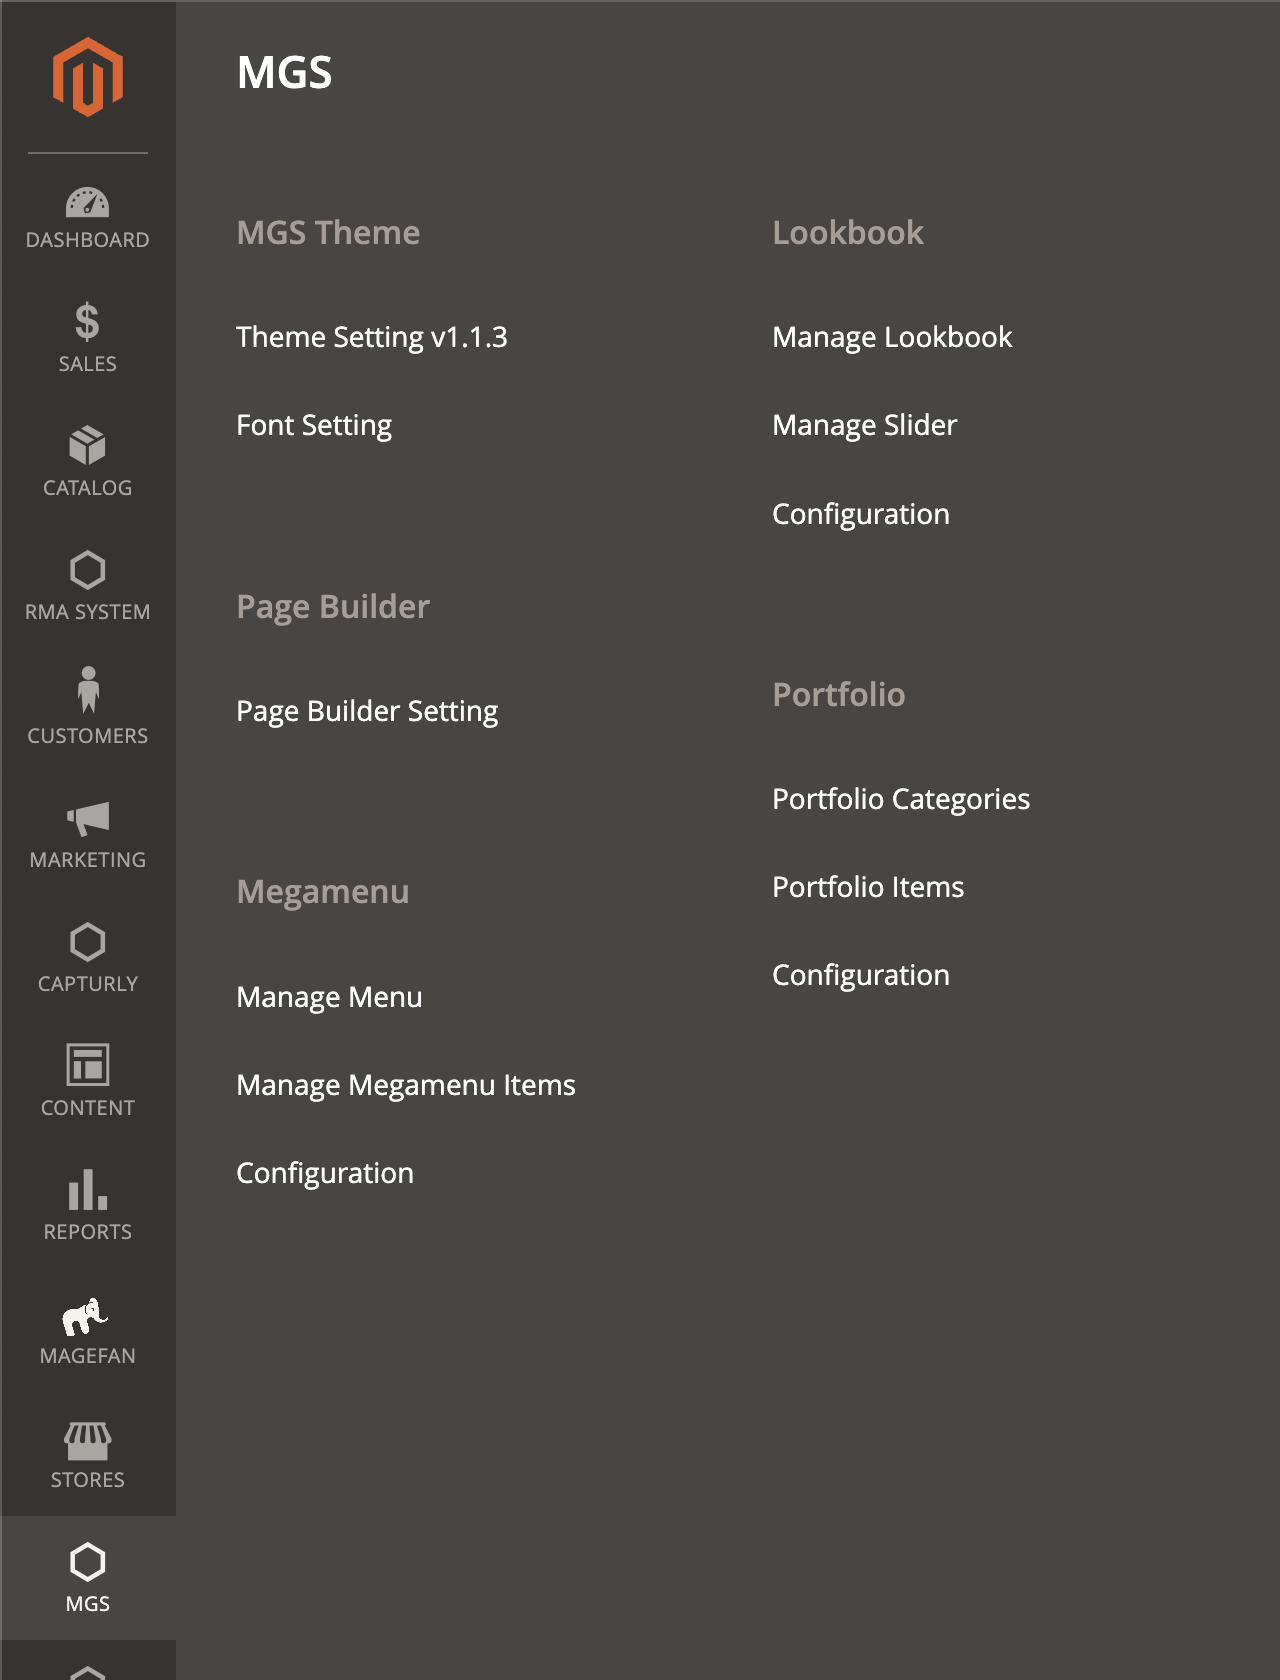 DASHBOARD
SALES
CATALOG
RMA SYSTEM
CUSTOMERS
MARKETING
CAPTURLY
CONTENT
REPORTS
MAGEFAN
STORES
MGS
MGS
MGS Theme
Theme Setting v1.1.3
Font Setting
Page Builder
Page Builder Setting
Megamenu
Manage Menu
Manage Megamenu Items
Configuration
Lookbook
Manage Lookbook
Manage Slider
Configuration
Portfolio
Portfolio Categories
Portfolio Items
Configuration